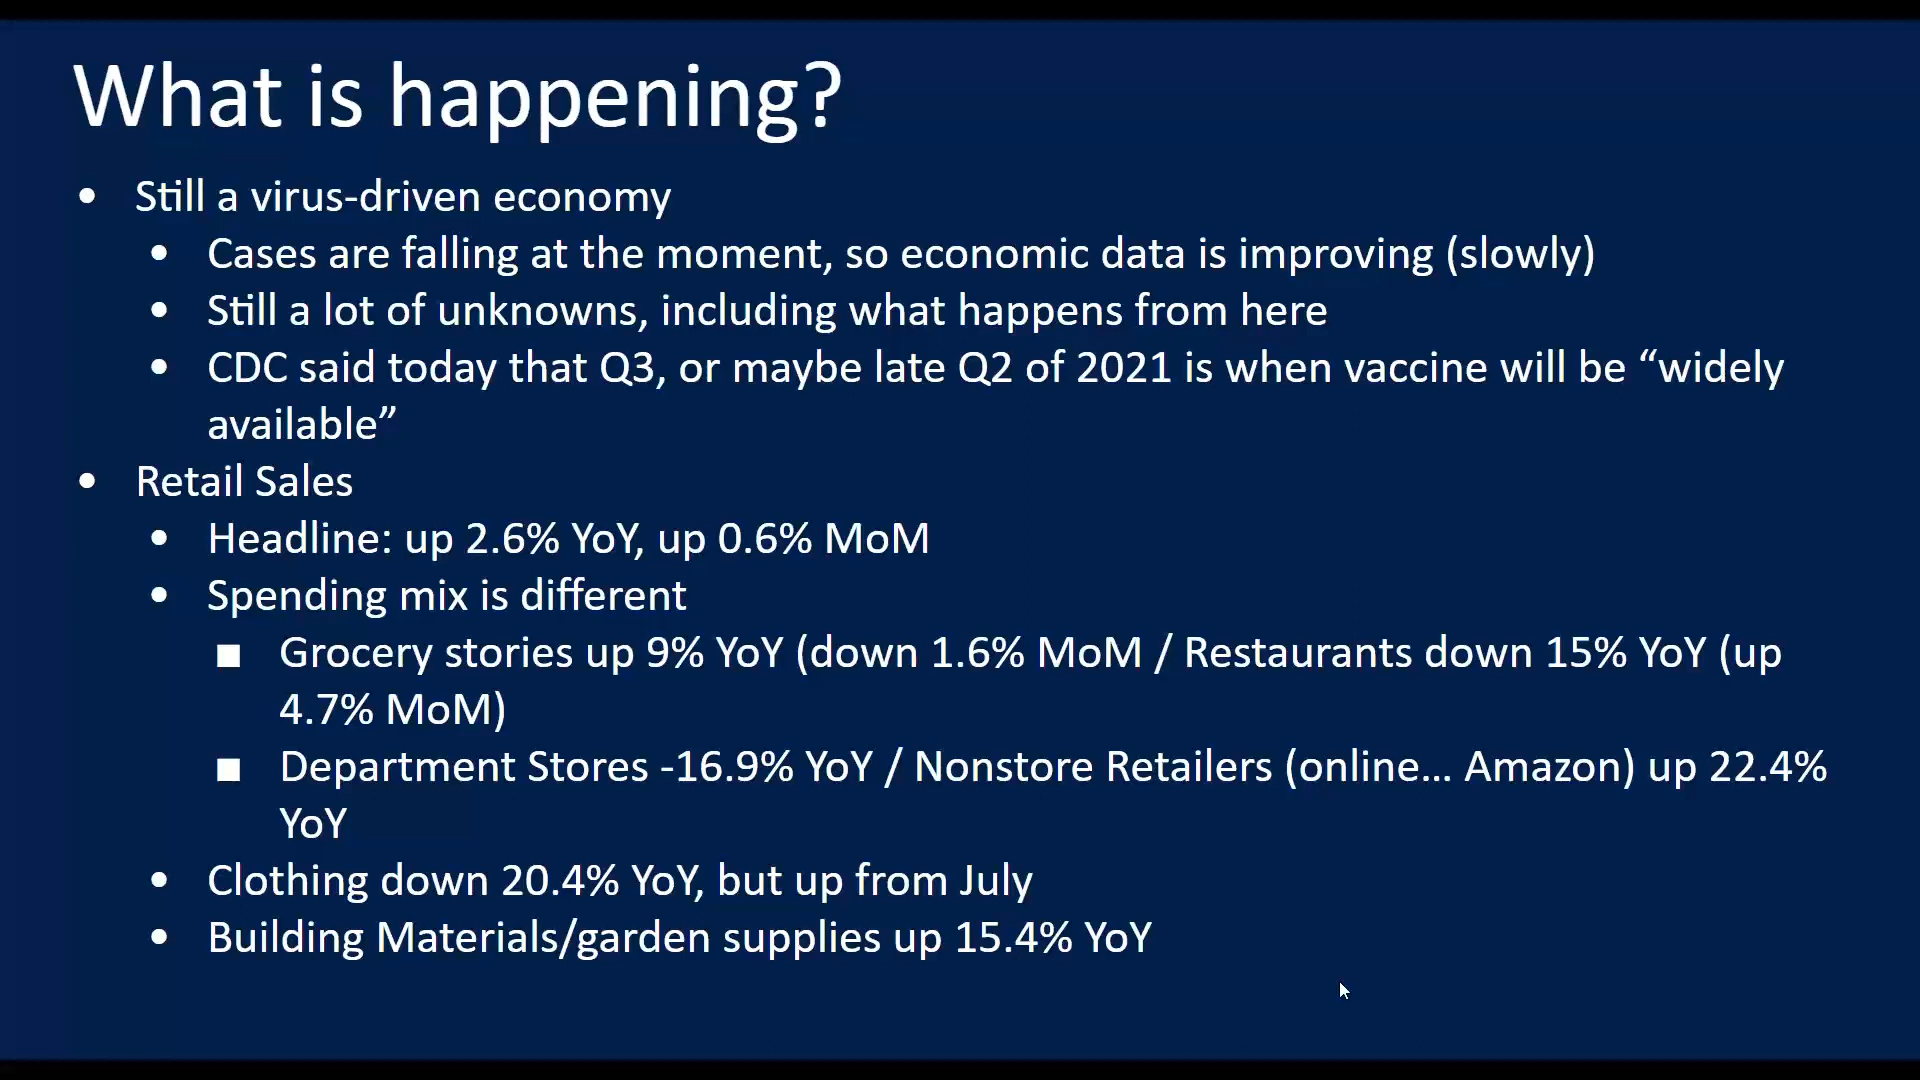 What is happening?
• Still a virus-driven economy
• Cases are falling at the moment, so economic data is improving (slowly)
• Still a lot of unknowns, including what happens from here
• CDC said today that Q3, or maybe late Q2 of 2021 is when vaccine will be “widely
available”
• Retail Sales
• Headline: up 2.6% YoY, up 0.6% MoM
• Spending mix is different
■ Grocery stories up 9% YoY (down 1.6% MoM / Restaurants down 15% YoY (up
4.7% MoM)
■ Department Stores -16.9% YoY / Nonstore Retailers (online... Amazon) up 22.4%
YoY
• Clothing down 20.4% YoY, but up from July
• Building Materials/garden supplies up 15.4% YoY